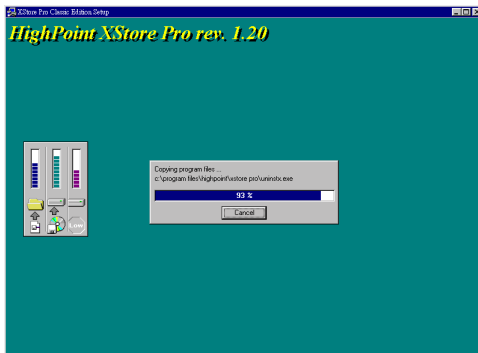 XStore Pro Classic Edition Setup
HighPoint XStore Pro rev. 1.20
Copying program files ...
c:\program files\highpoint\xstore pro\uninstx.exe
93 %
Cancel
Low